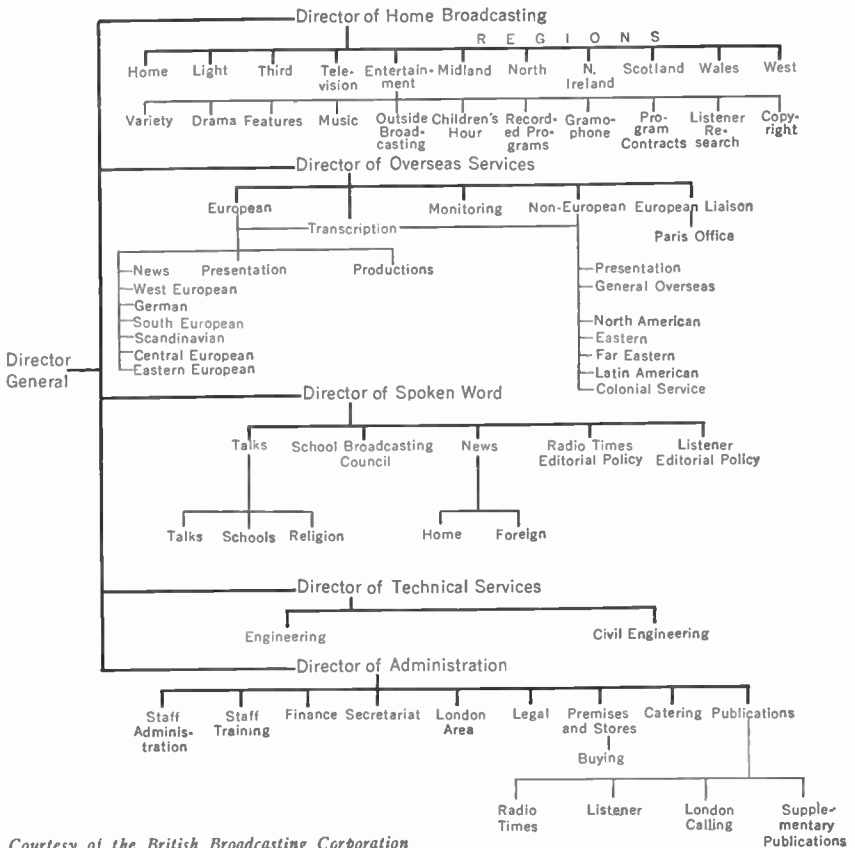 Director of Home Broadcasting
R E G I O N S
Home Light Third Tele- Entertain- Midland North N. Scotland Wales West
vision ment Ireland
Variety Drama Features Music Outside Children's Record- Gramo- Pro- Listener Copy-
Broad- Hour ed Pro- phone gram Re- right
casting grams Contracts search
Director of Overseas Services
European Monitoring Non-European European Liaison
Transcription
Paris Office
News Presentation Productions Presentation
West European General Overseas
German
South European North American
Scandinavian Eastern
Central European Far Eastern
Eastern European Latin American
Colonial Service
Director
General
Director of Spoken Word
Talks School Broadcasting News Radio Times Listener
Council Editorial Policy Editorial Policy
Talks Schools Religion Home Foreign
Director of Technical Services
Engineering Civil Engineering
Director of Administration
Staff Staff Finance Secretariat London Legal Premises Catering Publications
Adminis- Training Area and Stores
tration
Buying
Radio Listener London Supple-
Times Calling mentary
Publications
Courtesy of the British Broadcasting Corporation